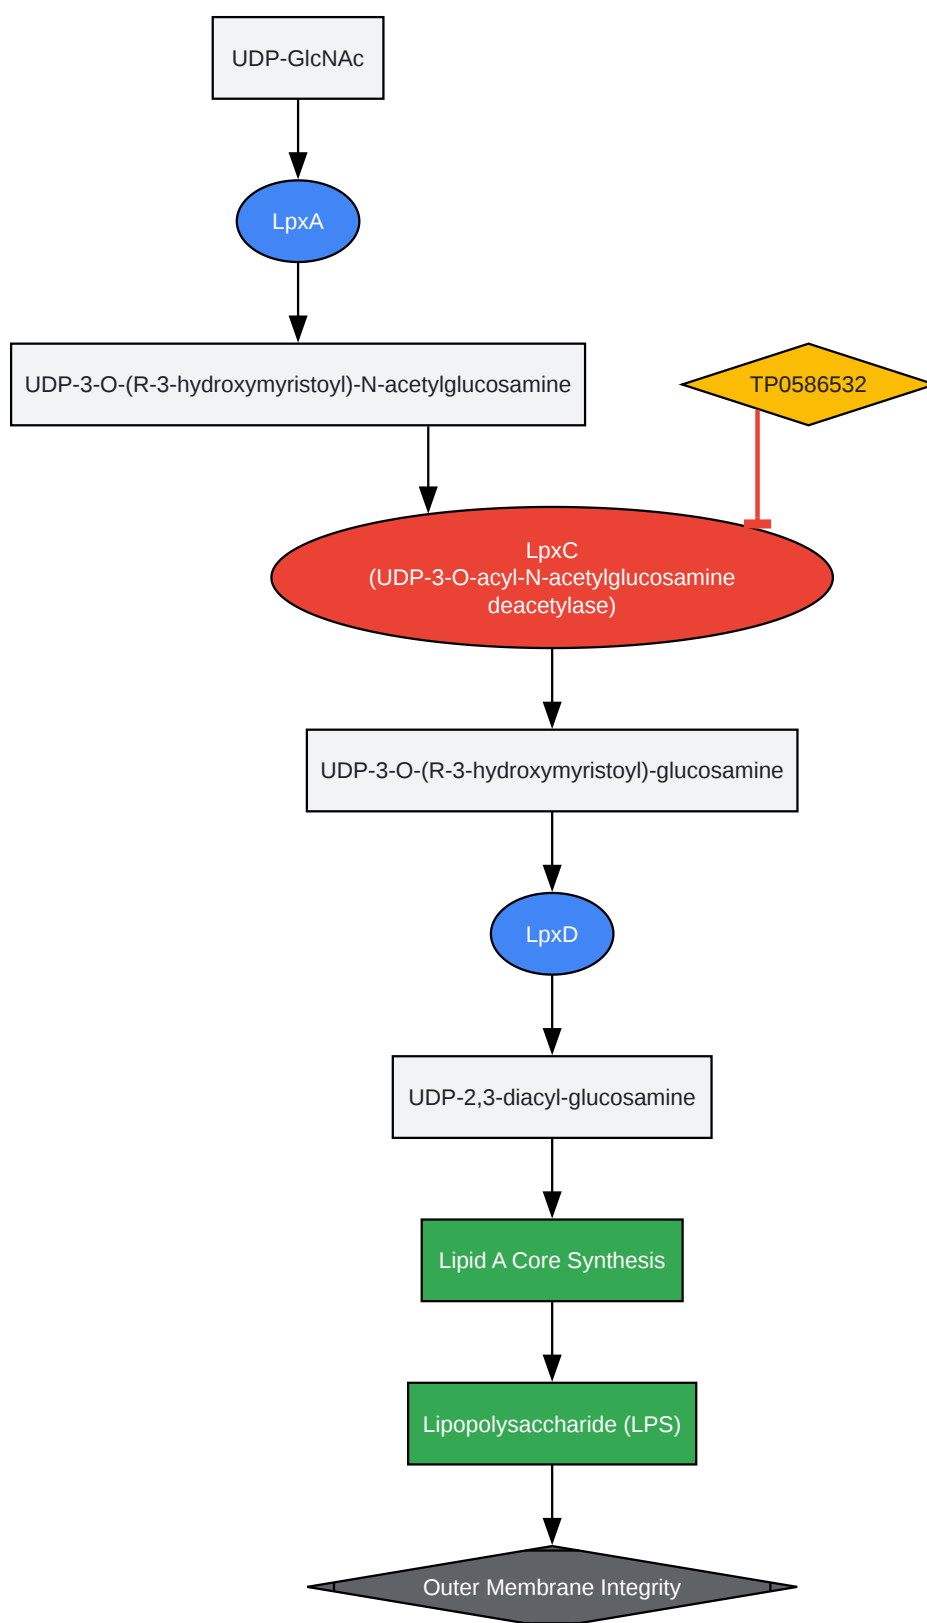 UDP-GlcNAc
LpxA
UDP-3-O-(R-3-hydroxymyristoyl)-N-acetylglucosamine
TP0586532
LpxC
(UDP-3-O-acyl-N-acetylglucosamine
deacetylase)
UDP-3-O-(R-3-hydroxymyristoyl)-glucosamine
LpxD
UDP-2,3-diacyl-glucosamine
Lipid A Core Synthesis
Lipopolysaccharide (LPS)
Outer Membrane Integrity